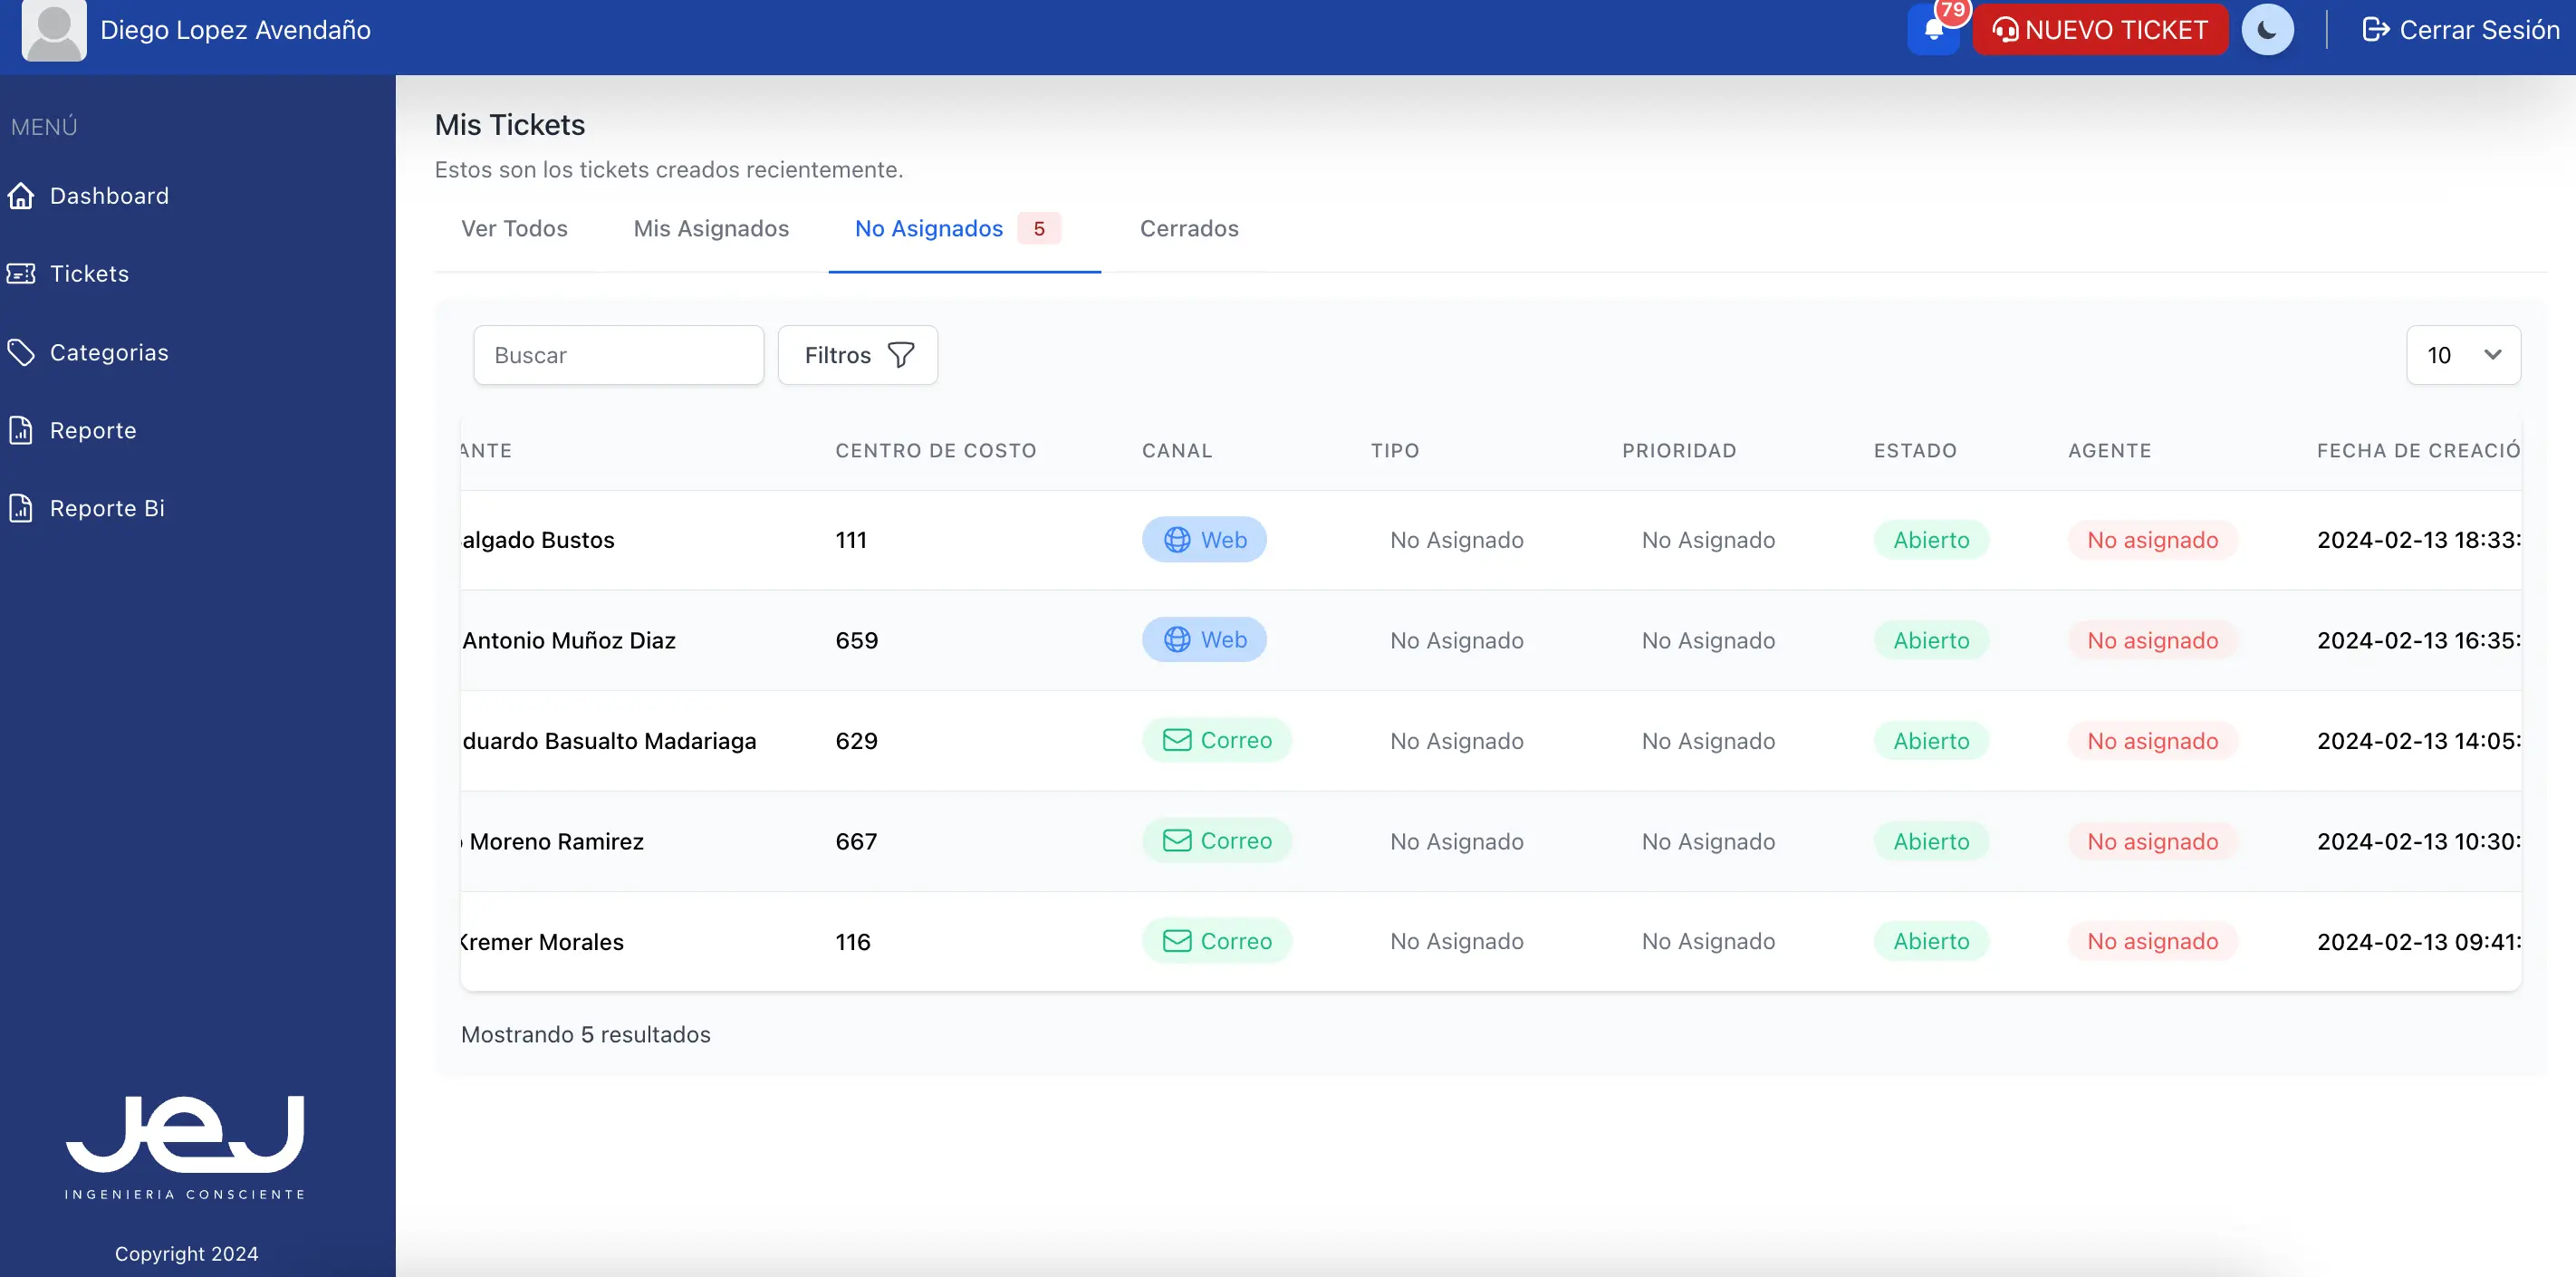 Diego Lopez Avendaño
79
NUEVO TICKET
Cerrar Sesión
MENÚ
Dashboard
Tickets
Categorias
Reporte
Reporte Bi
JEJ
INGENIERIA CONSCIENTE
Copyright 2024
Mis Tickets
Estos son los tickets creados recientemente.
Ver Todos Mis Asignados No Asignados 5 Cerrados
Buscar Filtros 10
ANTE CENTRO DE COSTO CANAL TIPO PRIORIDAD ESTADO AGENTE FECHA DE CREACIÓ
algado Bustos 111 Web No Asignado No Asignado Abierto No asignado 2024-02-13 18:33:
Antonio Muñoz Diaz 659 Web No Asignado No Asignado Abierto No asignado 2024-02-13 16:35:
duardo Basualto Madariaga 629 Correo No Asignado No Asignado Abierto No asignado 2024-02-13 14:05:
Moreno Ramirez 667 Correo No Asignado No Asignado Abierto No asignado 2024-02-13 10:30:
Kremer Morales 116 Correo No Asignado No Asignado Abierto No asignado 2024-02-13 09:41:
Mostrando 5 resultados